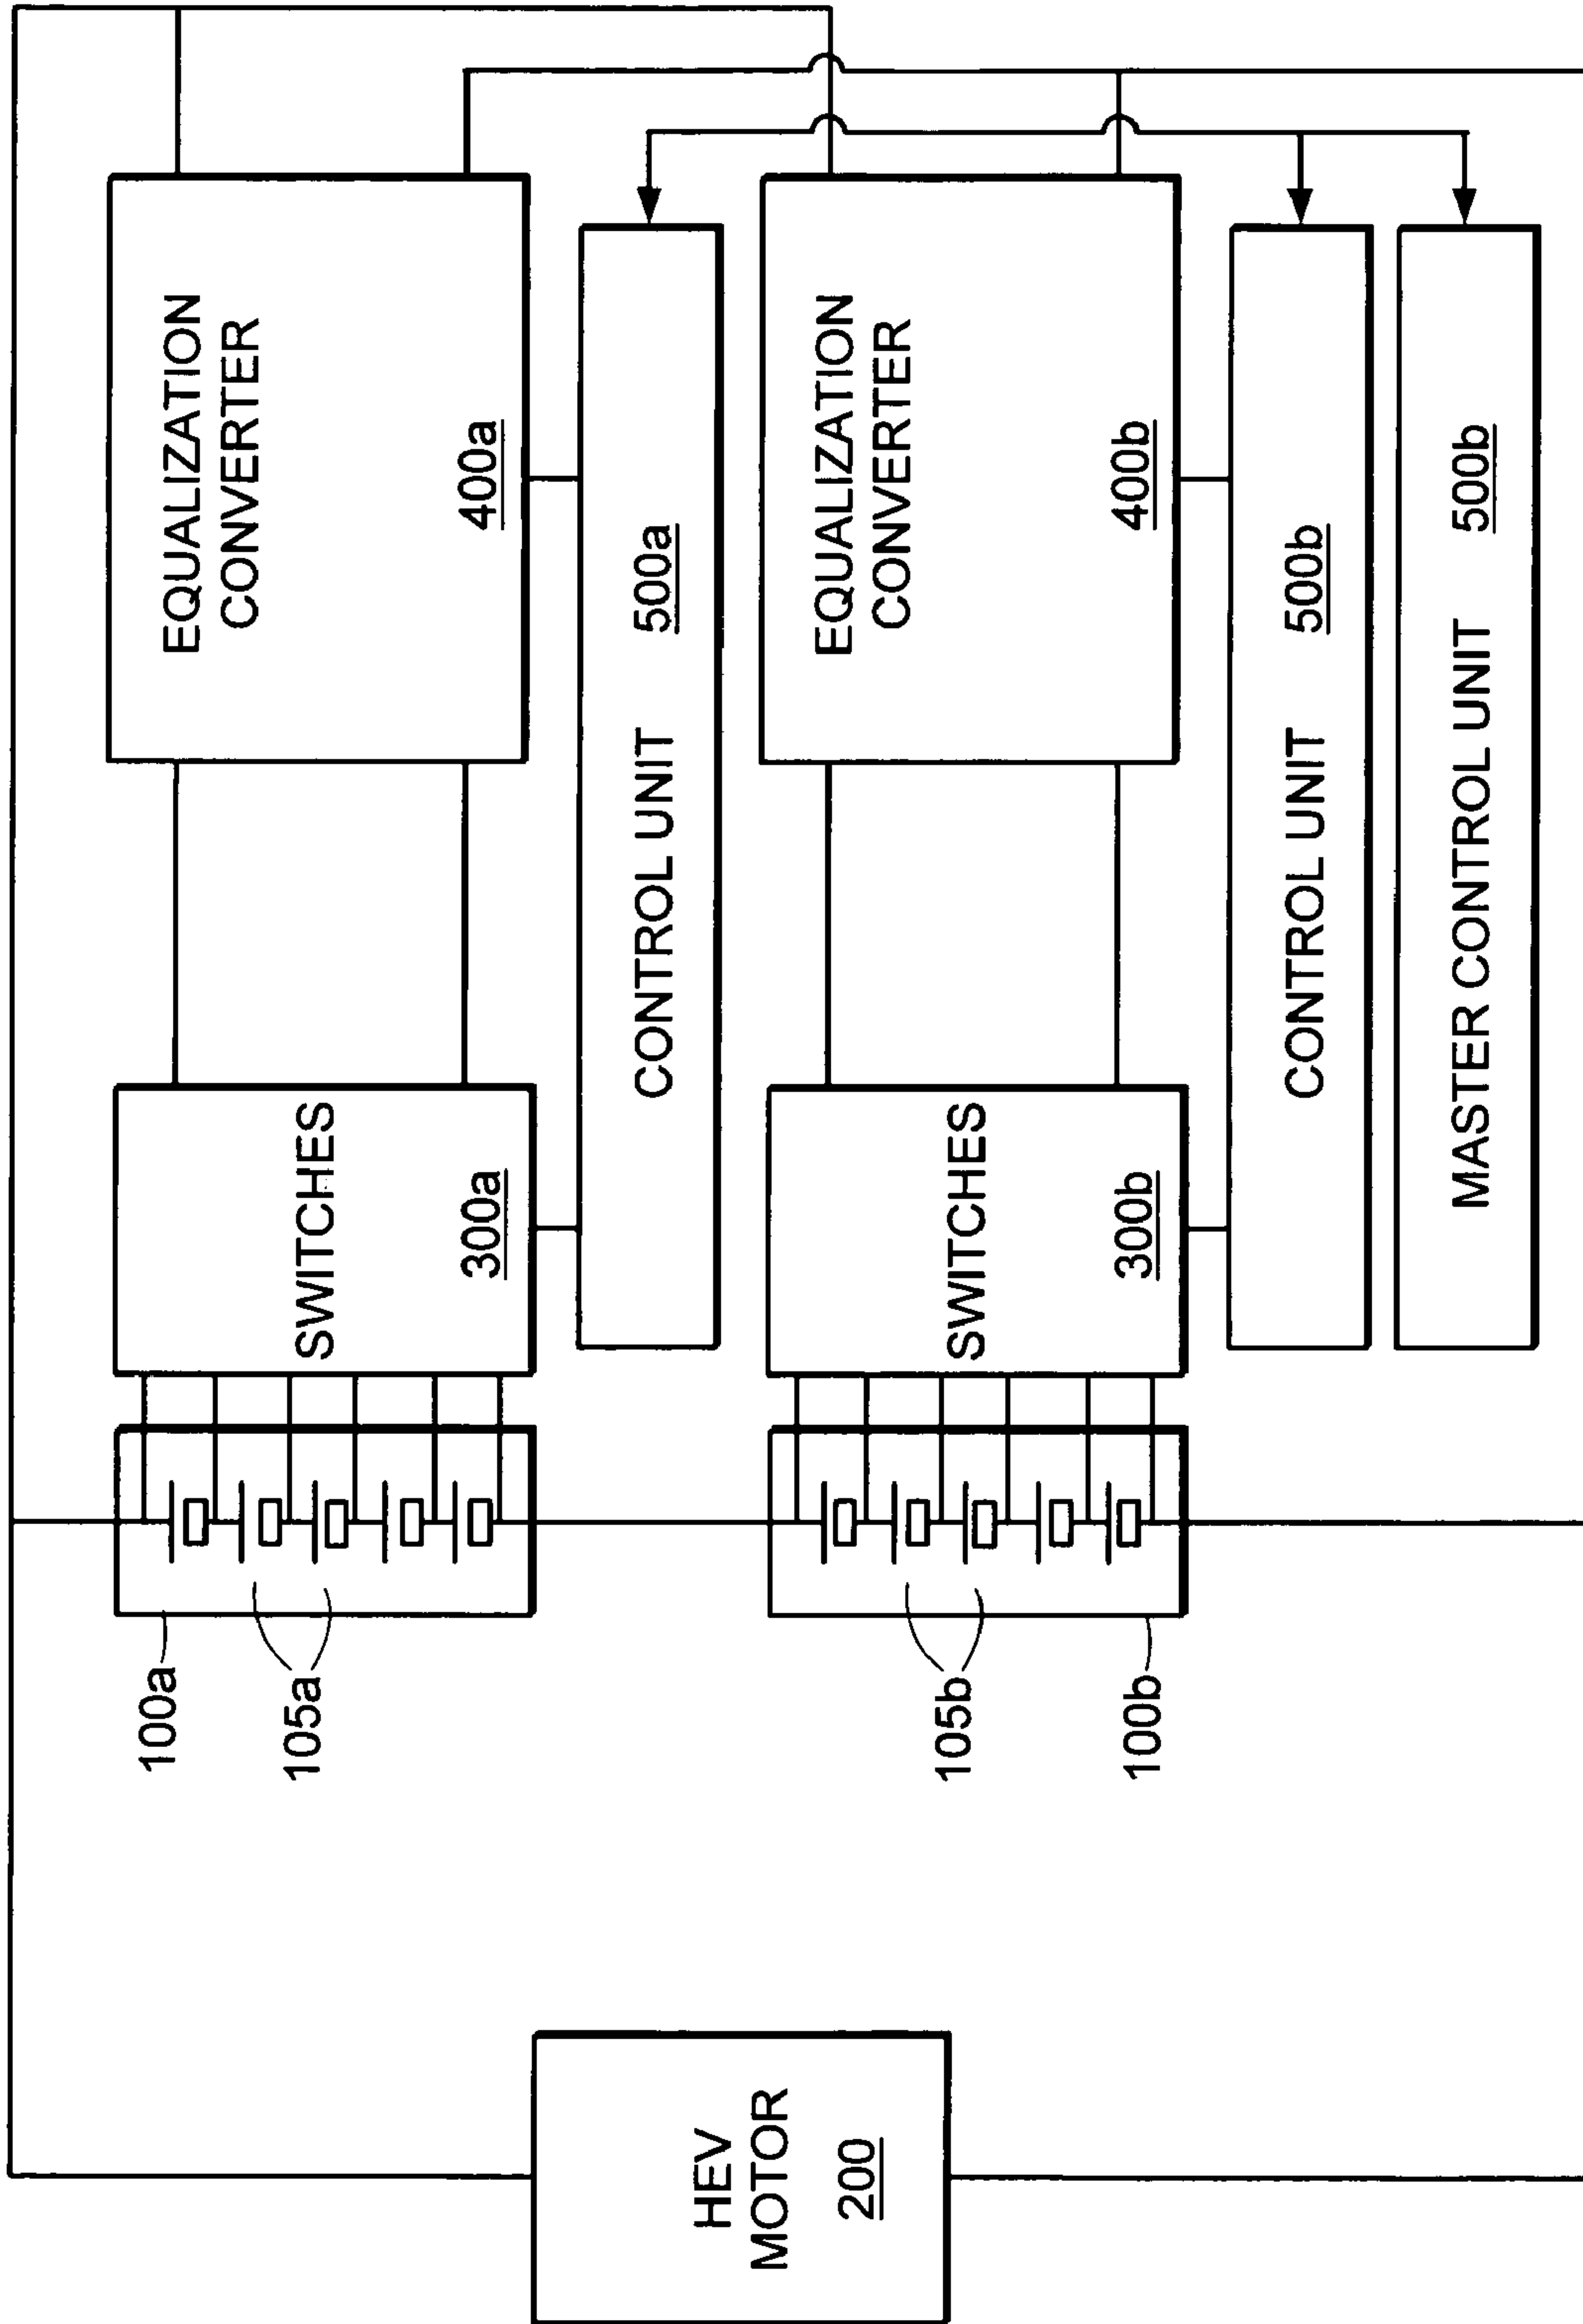 EQUALIZATION
CONVERTER
400a
SWITCHES
300a
CONTROL UNIT 500a
100a
105a
EQUALIZATION
CONVERTER
400b
SWITCHES
300b
CONTROL UNIT 500b
MASTER CONTROL UNIT 500b
105b
100b
HEV
MOTOR
200